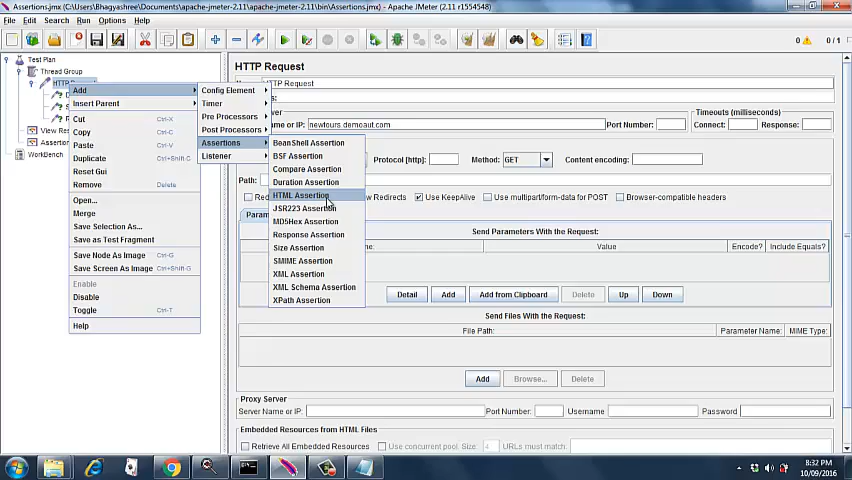 Assertions.jmx (C:\Users\Bhagyashree\Documents\apache-jmeter-2.11\apache-jmeter-2.11\bin\Assertions.jmx) - Apache JMeter (2.11 r1554548)
File Edit Search Run Options Help
0 0 / 1
Test Plan
Thread Group
View Res
Assertion
WorkBench
Add
Insert Parent
Cut Ctrl-X
Copy Ctrl-C
Paste Ctrl-V
Duplicate Ctrl+Shift-C
Reset Gui
Remove Delete
Open...
Merge
Save Selection As...
Save as Test Fragment
Save Node As Image Ctrl-G
Save Screen As Image Ctrl+Shift-G
Enable
Disable
Toggle Ctrl-T
Help
Config Element
Timer
Pre Processors
Post Processors
Assertions
Listener
BeanShell Assertion
BSF Assertion
Compare Assertion
Duration Assertion
HTML Assertion
JSR223 Assertion
MD5Hex Assertion
Response Assertion
Size Assertion
SMIME Assertion
XML Assertion
XML Schema Assertion
XPath Assertion
HTTP Request
HTTP Request
Timeouts (milliseconds)
Name or IP: newtours.demoaut.com Port Number: Connect: Response:
Protocol [http]: Method: GET Content encoding:
Path:
Redirects Use KeepAlive Use multipart/form-data for POST Browser-compatible headers
Send Parameters With the Request:
Value Encode? Include Equals?
Detail Add Add from Clipboard Delete Up Down
Send Files With the Request:
File Path: Parameter Name: MIME Type:
Add Browse... Delete
Proxy Server
Server Name or IP: Port Number: Username Password
Embedded Resources from HTML Files
Retrieve All Embedded Resources Use concurrent pool. Size: 4 URLs must match:
8:32 PM
10/09/2016